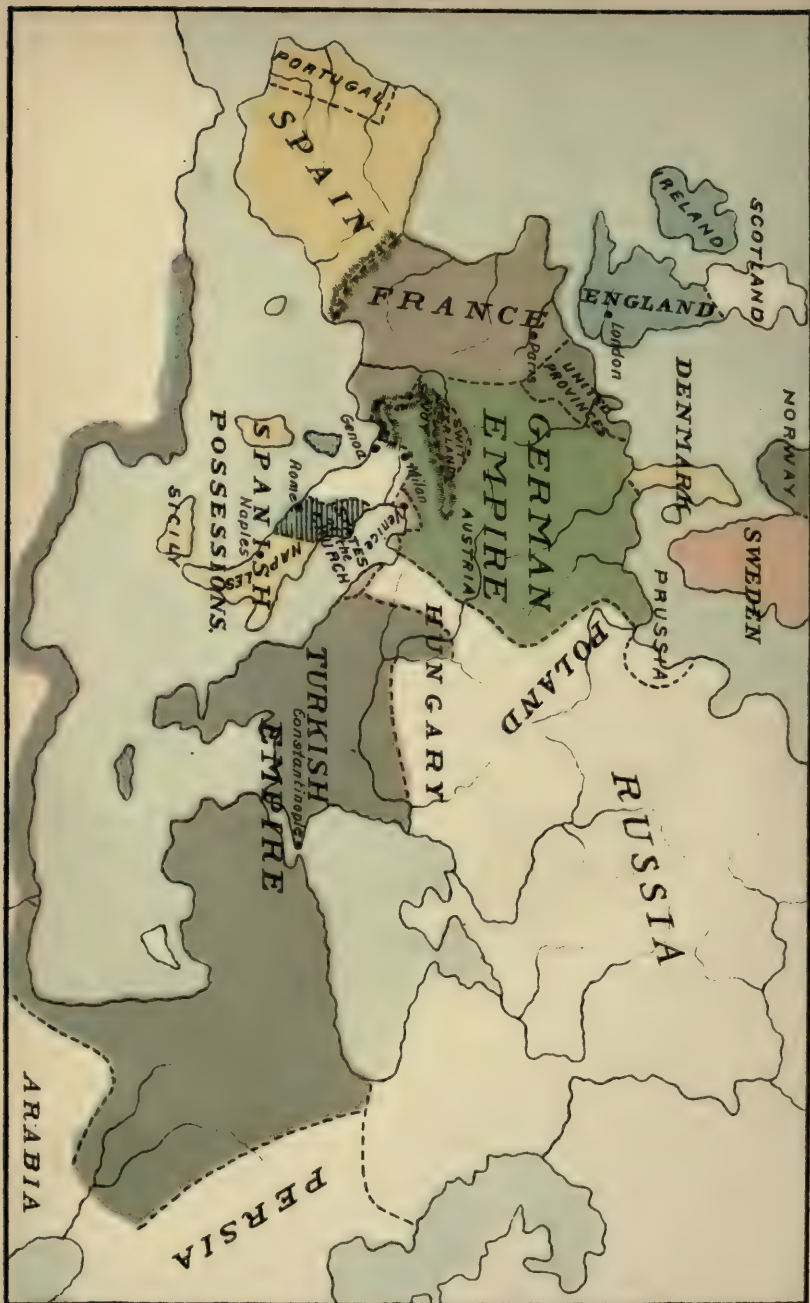 NORWAY
SWEDEN
SCOTLAND
IRELAND
ENGLAND
London
DENMARK
PRUSSIA
RUSSIA
UNITED
PROVINCES
GERMAN
EMPIRE
POLAND
FRANCE
Paris
AUSTRIA
HUNGARY
PORTUGAL
SPAIN
Genoa
Milan
Venice
STATES
of the
CHURCH
Rome
SPANISH
POSSESSIONS.
Naples
NAPLES
SICILY
TURKISH
EMPIRE
Constantinople
PERSIA
ARABIA